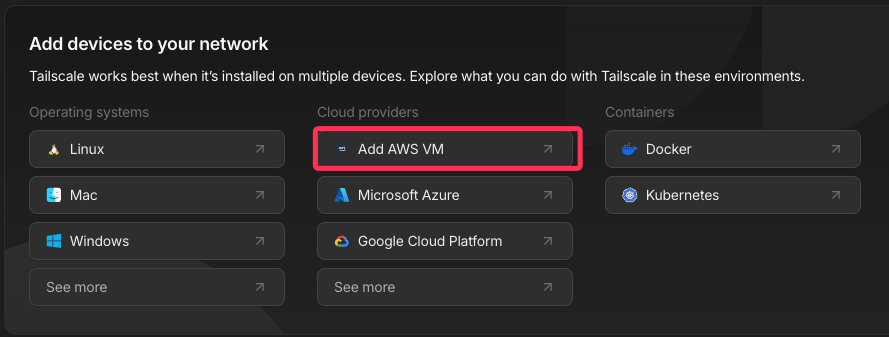 Add devices to your network
Tailscale works best when it’s installed on multiple devices. Explore what you can do with Tailscale in these environments.
Operating systems
Linux
Mac
Windows
See more
Cloud providers
Add AWS VM
Microsoft Azure
Google Cloud Platform
See more
Containers
Docker
Kubernetes